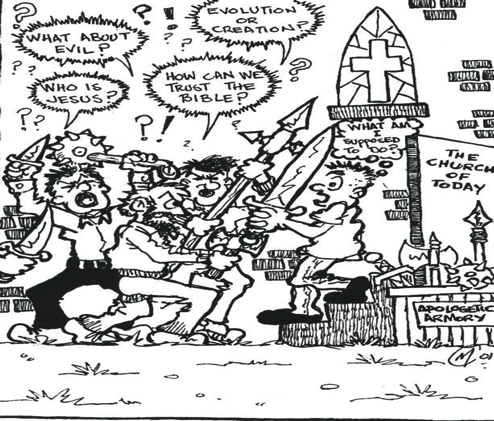 EVOLUTION
OR
CREATION?
WHAT ABOUT
EVIL?
HOW CAN WE
TRUST THE
BIBLE?
WHO IS
JESUS?
WHAT AM
I
SUPPOSED
TO DO?
THE
CHURCH
OF
TODAY
APOLOGETIC
ARMORY